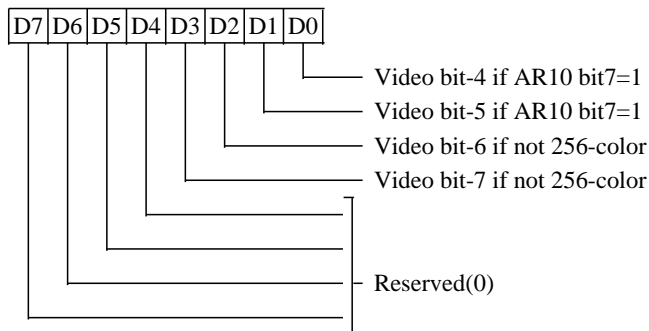 D7 D6 D5 D4 D3 D2 D1 D0
Video bit-4 if AR10 bit7=1
Video bit-5 if AR10 bit7=1
Video bit-6 if not 256-color
Video bit-7 if not 256-color
Reserved(0)